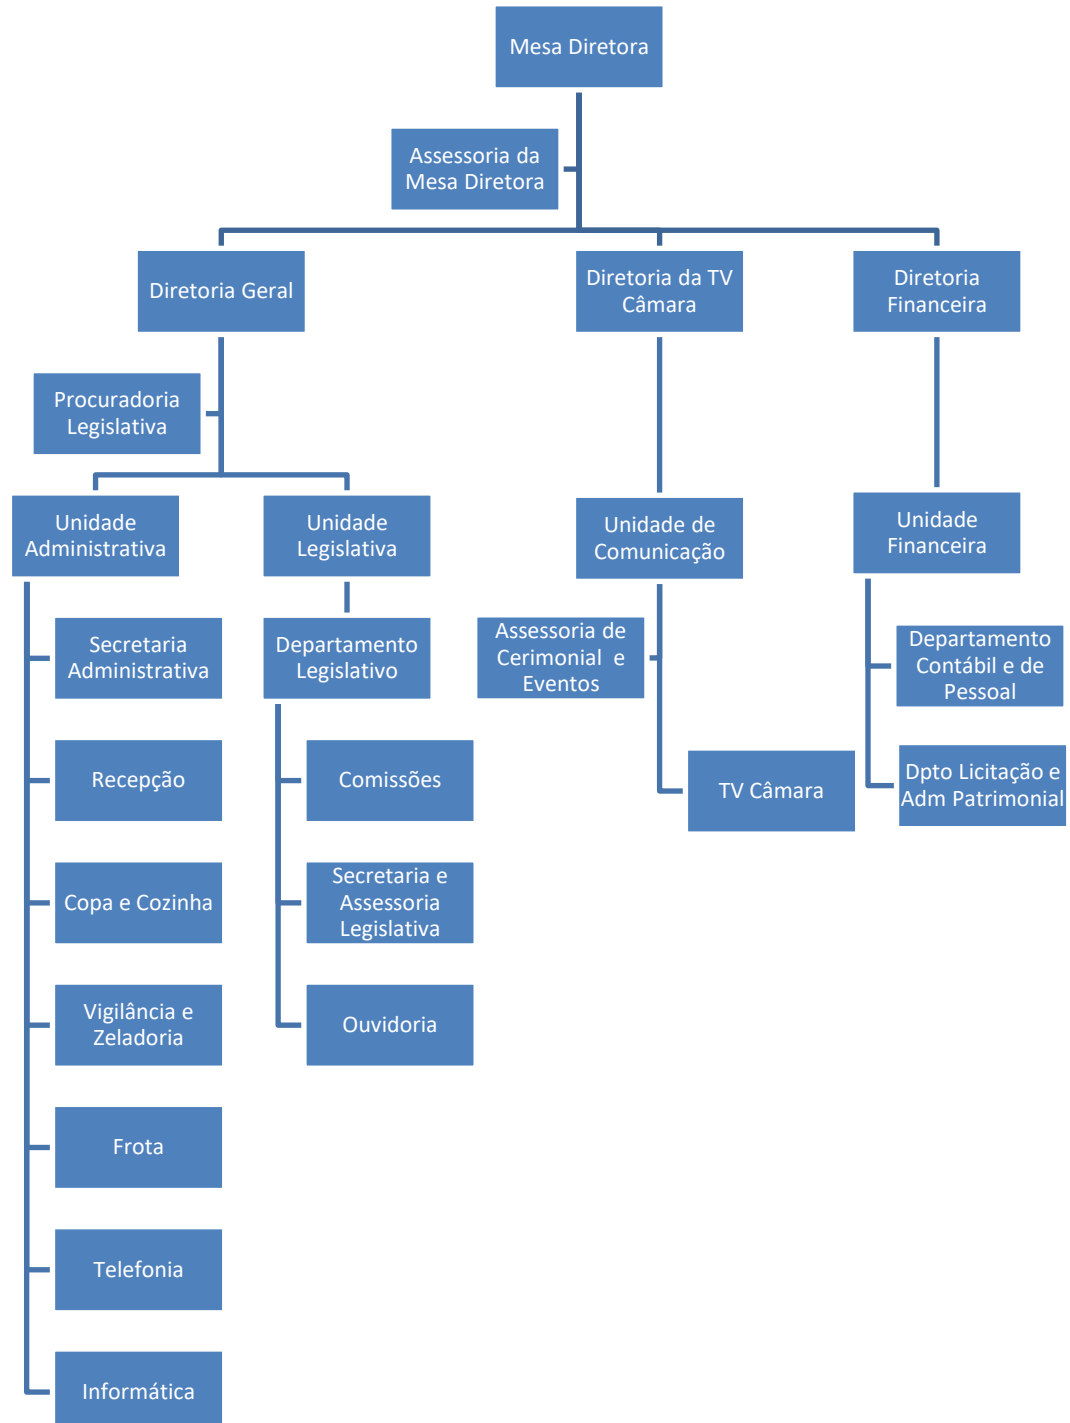 Mesa Diretora
Assessoria da
Mesa Diretora
Diretoria Geral
Diretoria da TV
Câmara
Diretoria
Financeira
Procuradoria
Legislativa
Unidade
Administrativa
Unidade
Legislativa
Unidade de
Comunicação
Unidade
Financeira
Secretaria
Administrativa
Departamento
Legislativo
Assessoria de
Cerimonial e
Eventos
Departamento
Contábil e de
Pessoal
Recepção
Comissões
TV Câmara
Dpto Licitação e
Adm Patrimonial
Copa e Cozinha
Secretaria e
Assessoria
Legislativa
Vigilância e
Zeladoria
Ouvidoria
Frota
Telefonia
Informática